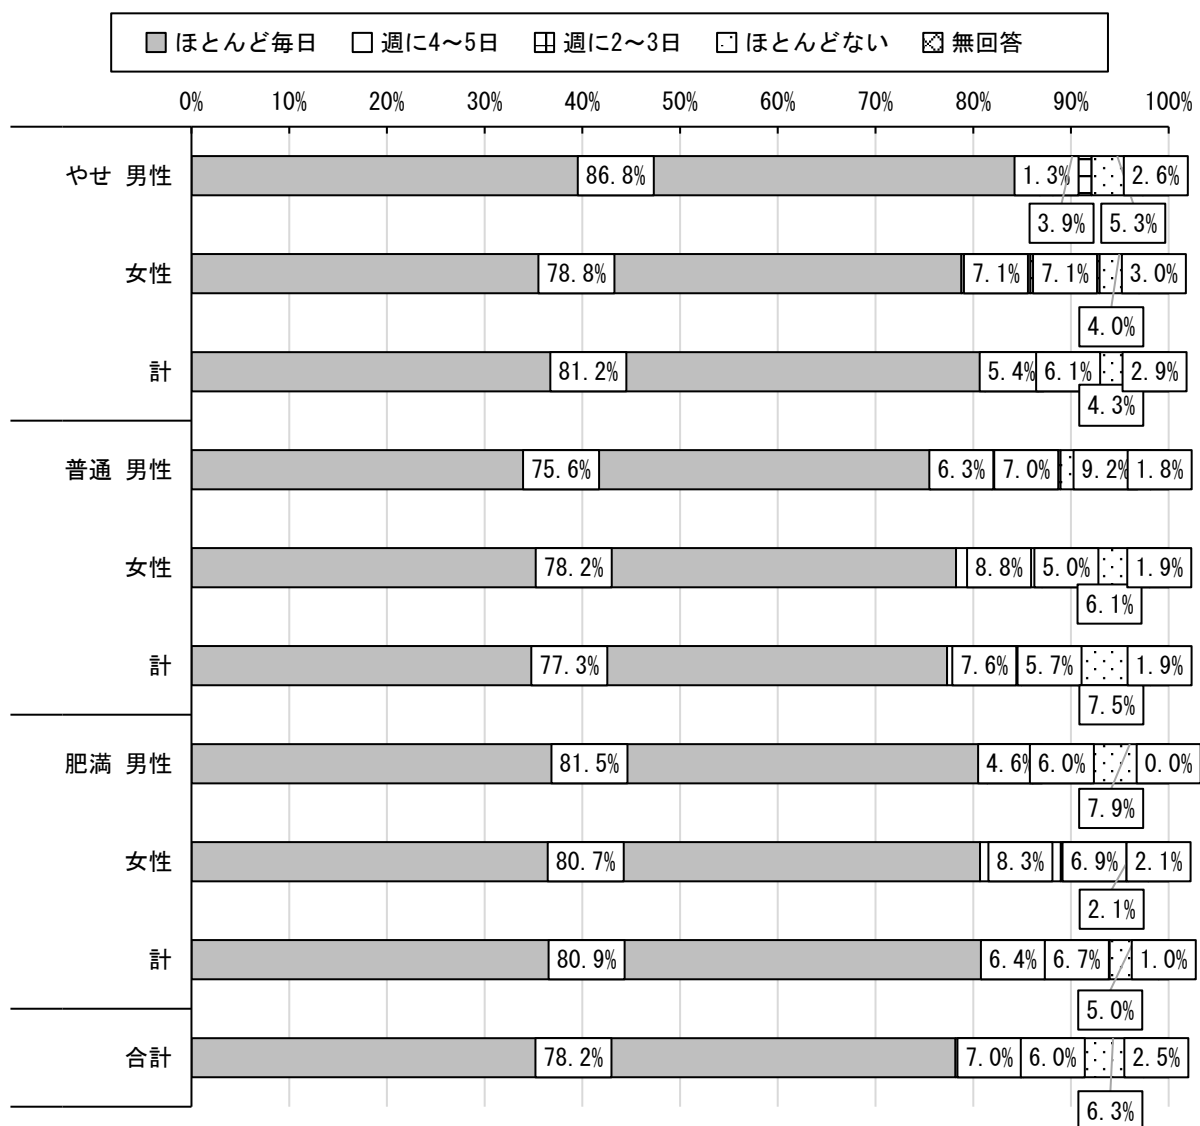 ほとんど毎日 週に4～5日 週に2～3日 ほとんどない 無回答
0% 10% 20% 30% 40% 50% 60% 70% 80% 90% 100%
やせ 男性 86.8% 1.3% 2.6%
3.9% 5.3%
女性 78.8% 7.1% 7.1% 3.0%
4.0%
計 81.2% 5.4% 6.1% 2.9%
4.3%
普通 男性 75.6% 6.3% 7.0% 9.2% 1.8%
女性 78.2% 8.8% 5.0% 1.9%
6.1%
計 77.3% 7.6% 5.7% 1.9%
7.5%
肥満 男性 81.5% 4.6% 6.0% 0.0%
7.9%
女性 80.7% 8.3% 6.9% 2.1%
2.1%
計 80.9% 6.4% 6.7% 1.0%
5.0%
合計 78.2% 7.0% 6.0% 2.5%
6.3%